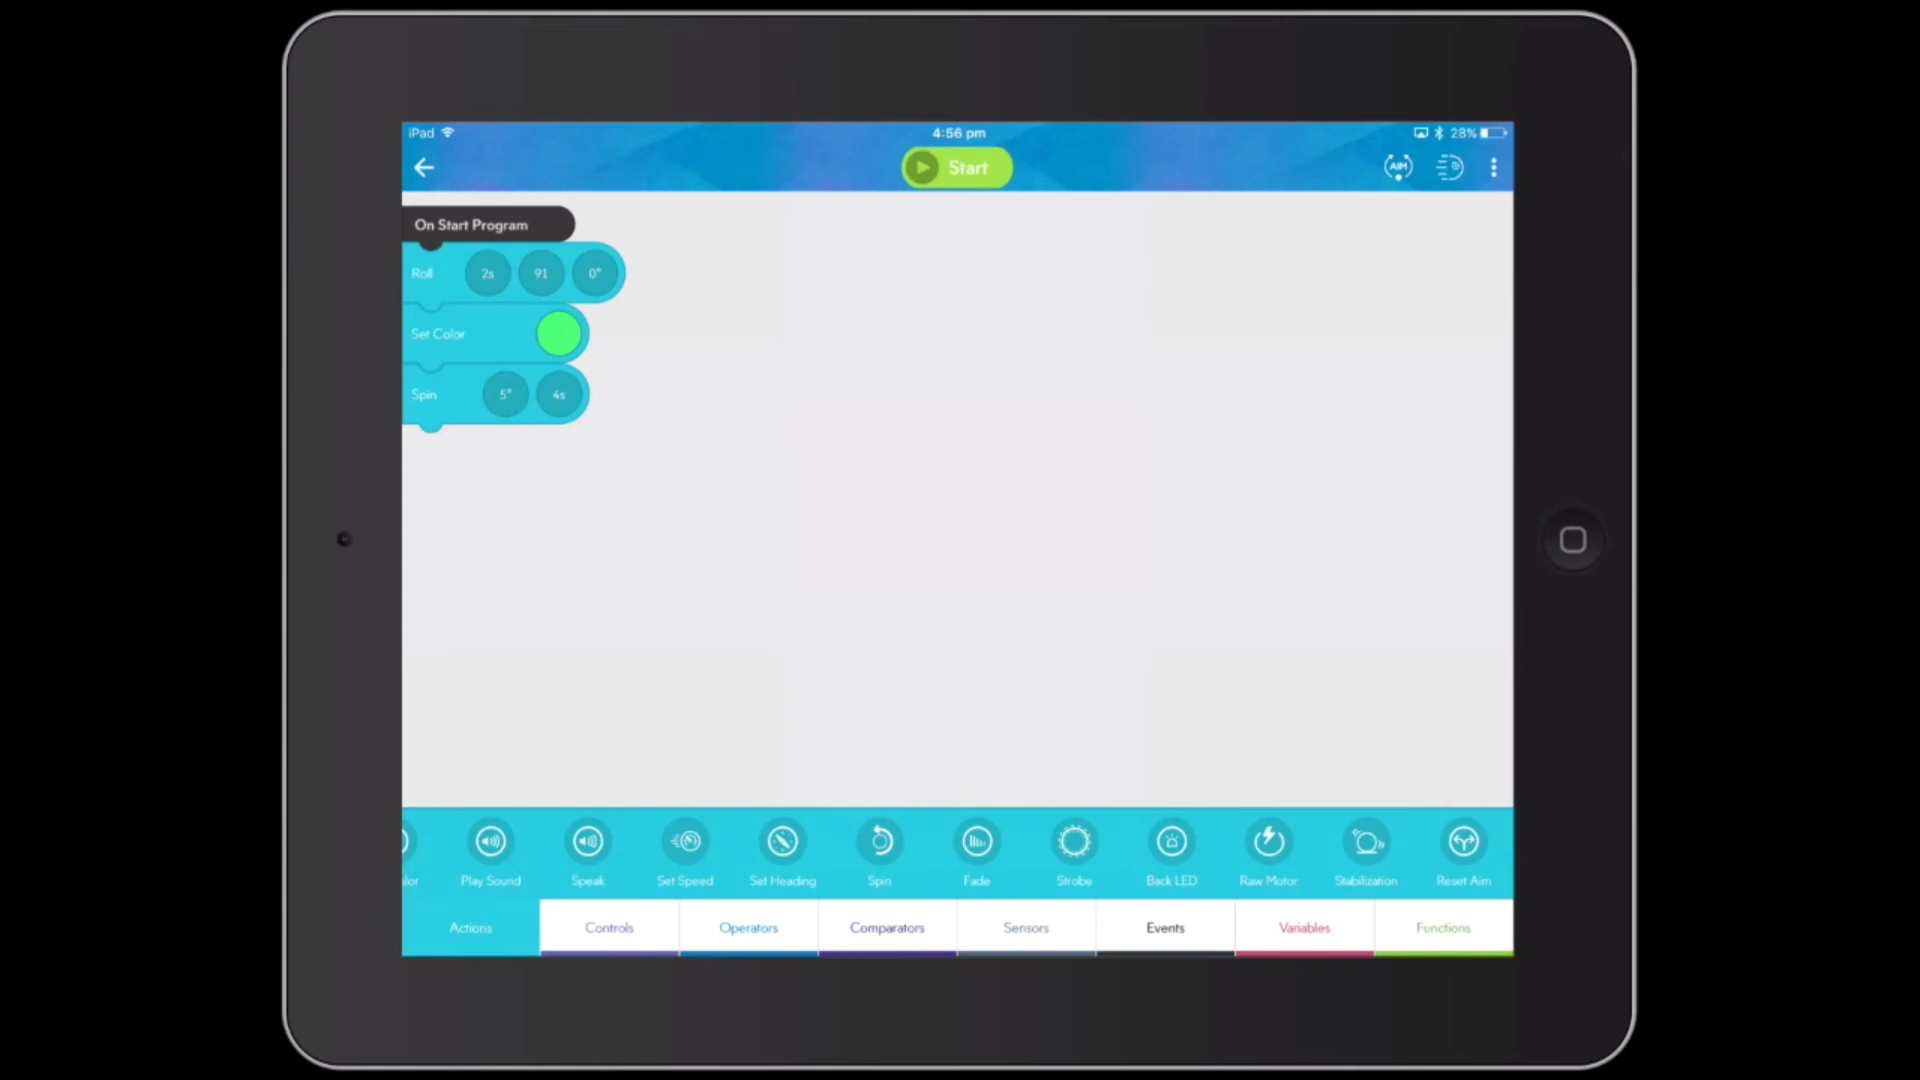 iPad
4:56 pm
28%
Start
AIM
On Start Program
Roll 2s 91 0°
Set Color
Spin 5° 4s
lor Play Sound Speak Set Speed Set Heading Spin Fade Strobe Back LED Raw Motor Stabilization Reset Aim
Actions Controls Operators Comparators Sensors Events Variables Functions